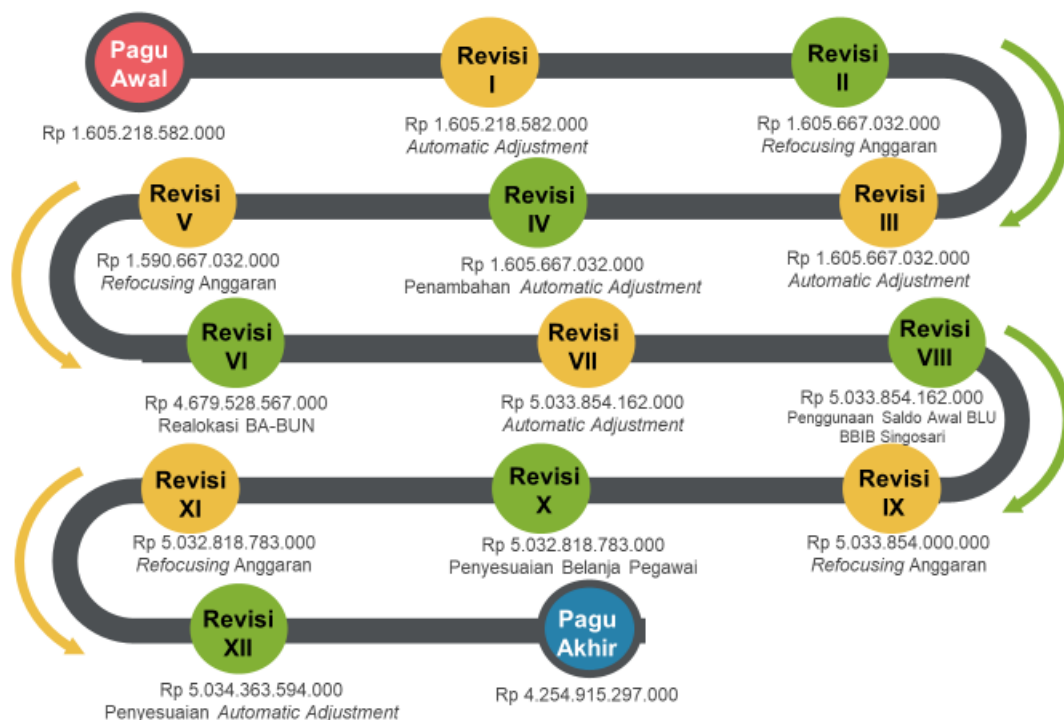 Pagu
Awal
Rp 1.605.218.582.000
Revisi
I
Rp 1.605.218.582.000
Automatic Adjustment
Revisi
II
Rp 1.605.667.032.000
Refocusing Anggaran
Revisi
III
Rp 1.605.667.032.000
Automatic Adjustment
Revisi
IV
Rp 1.605.667.032.000
Penambahan Automatic Adjustment
Revisi
V
Rp 1.590.667.032.000
Refocusing Anggaran
Revisi
VI
Rp 4.679.528.567.000
Realokasi BA-BUN
Revisi
VII
Rp 5.033.854.162.000
Automatic Adjustment
Revisi
VIII
Rp 5.033.854.162.000
Penggunaan Saldo Awal BLU
BBIB Singosari
Revisi
IX
Rp 5.033.854.000.000
Refocusing Anggaran
Revisi
X
Rp 5.032.818.783.000
Penyesuaian Belanja Pegawai
Revisi
XI
Rp 5.032.818.783.000
Refocusing Anggaran
Revisi
XII
Rp 5.034.363.594.000
Penyesuaian Automatic Adjustment
Pagu
Akhir
Rp 4.254.915.297.000